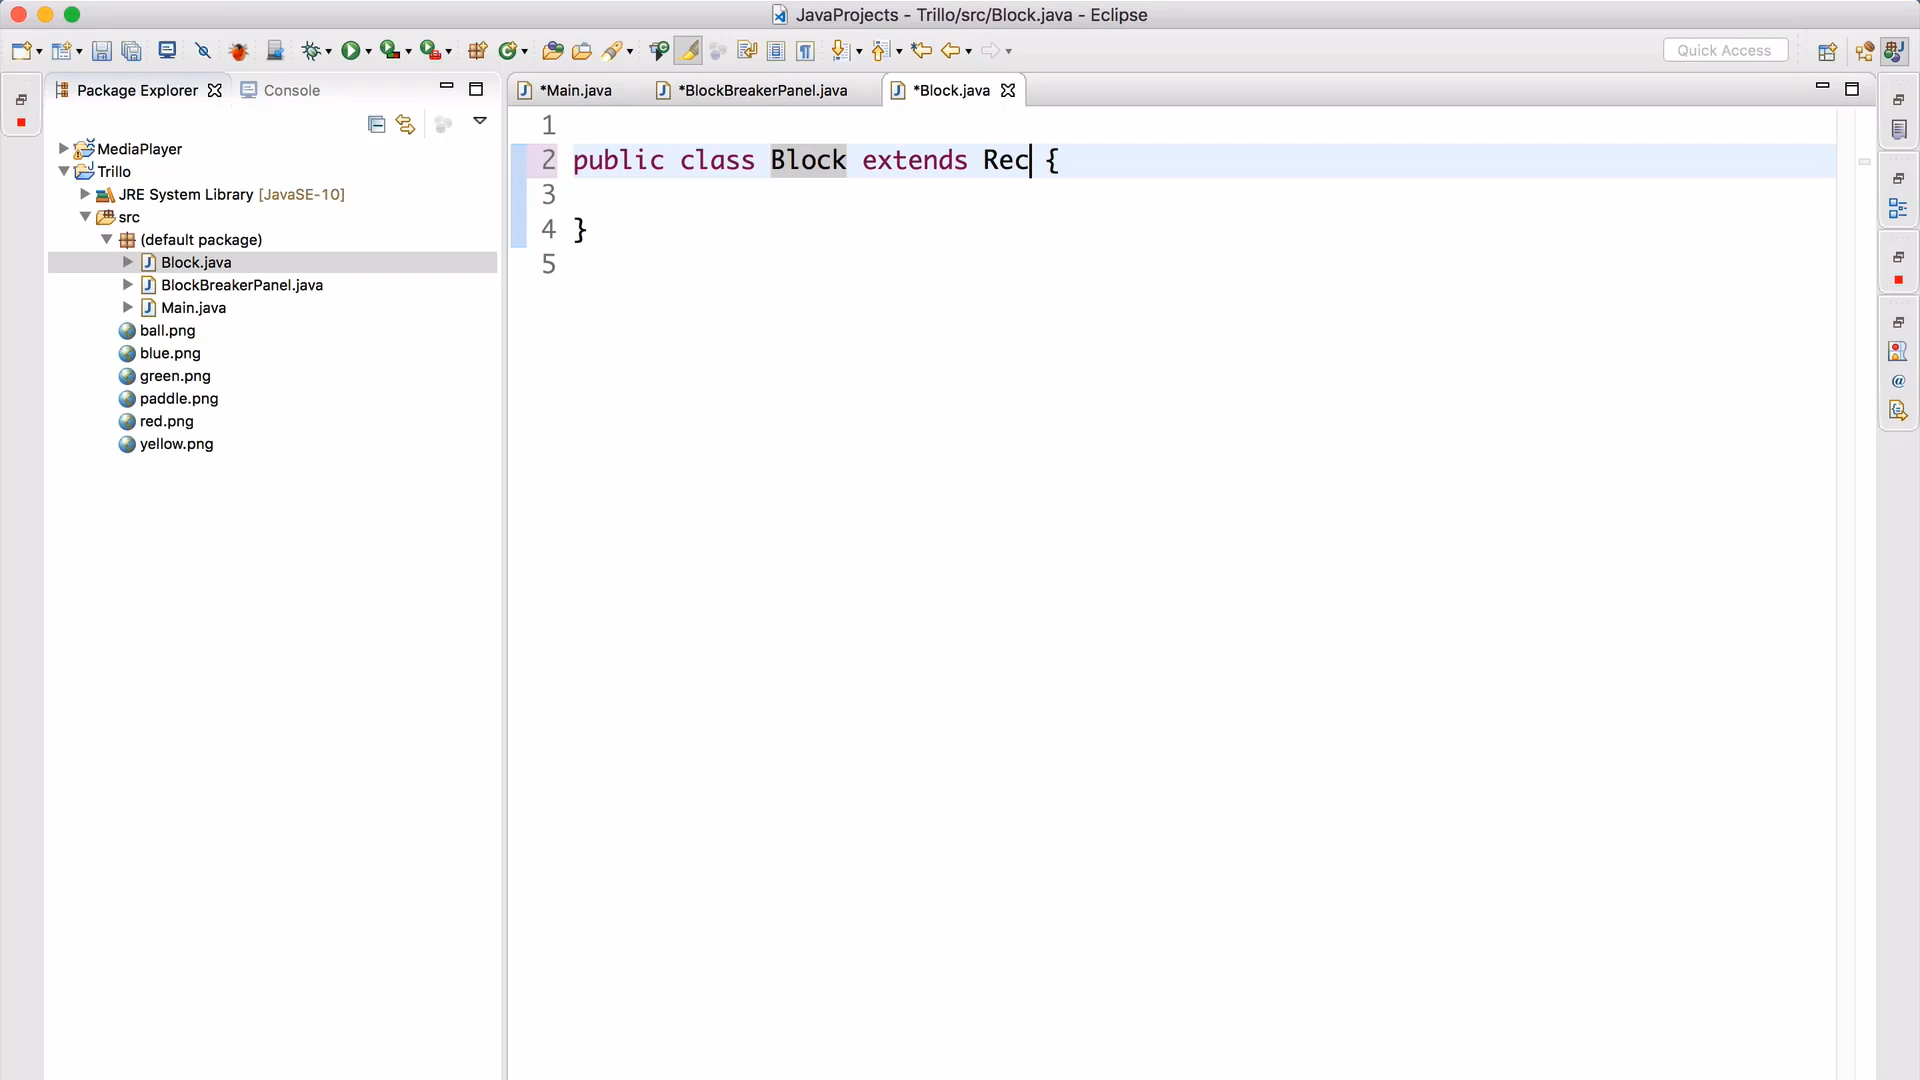 JavaProjects - Trillo/src/Block.java - Eclipse
Quick Access
Package Explorer
Console
*Main.java
*BlockBreakerPanel.java
*Block.java
MediaPlayer
Trillo
JRE System Library [JavaSE-10]
src
(default package)
Block.java
BlockBreakerPanel.java
Main.java
ball.png
blue.png
green.png
paddle.png
red.png
yellow.png
1
2 public class Block extends Rec {
3
4 }
5